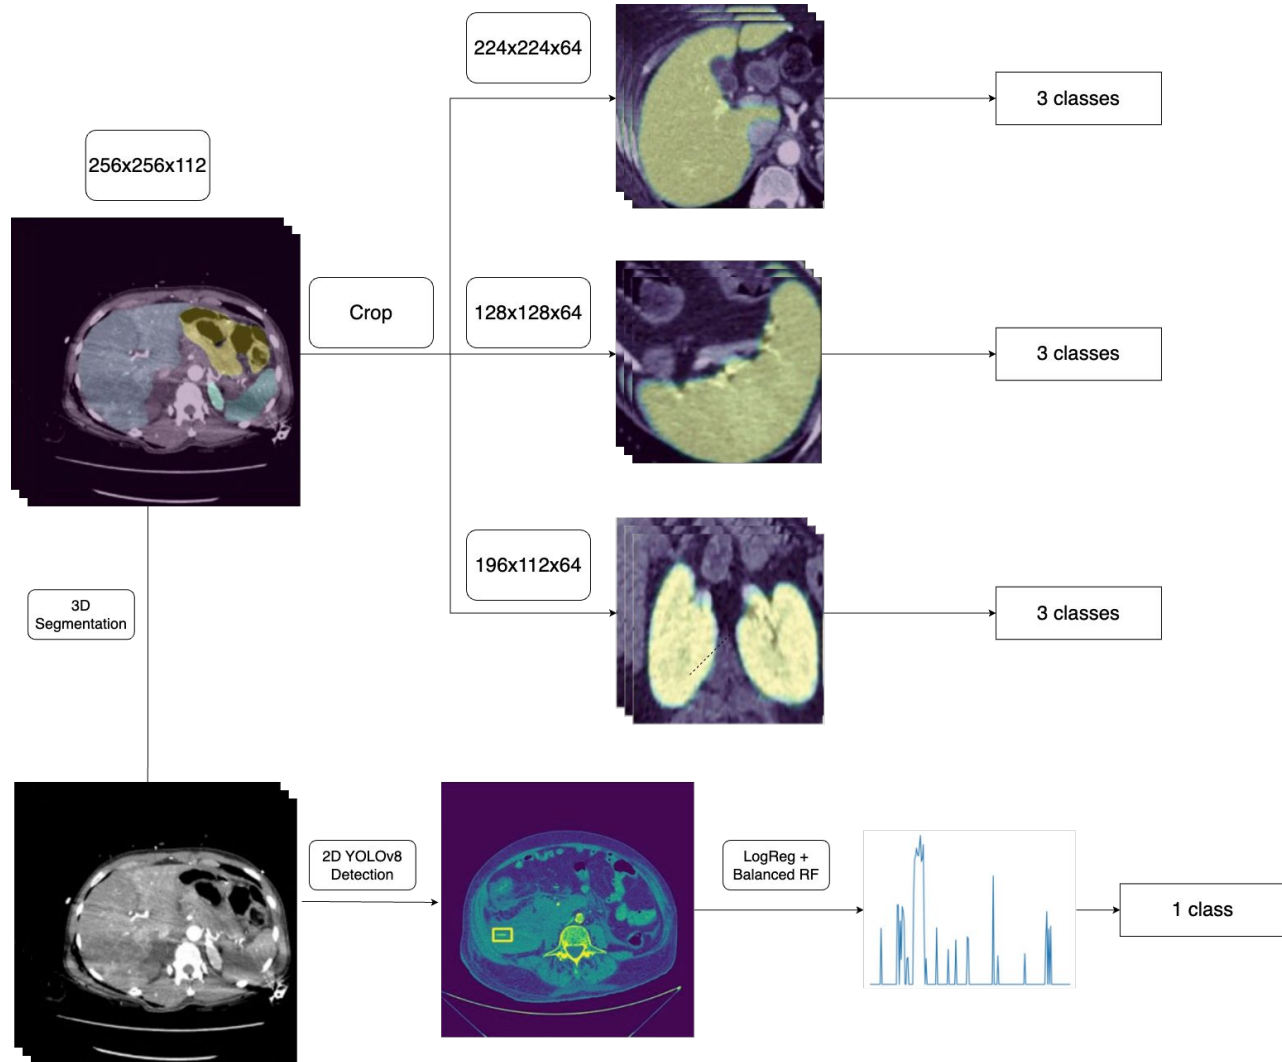 224x224x64
3 classes
256x256x112
Crop
128x128x64
3 classes
196x112x64
3 classes
3D
Segmentation
2D YOLOv8
Detection
LogReg +
Balanced RF
1 class